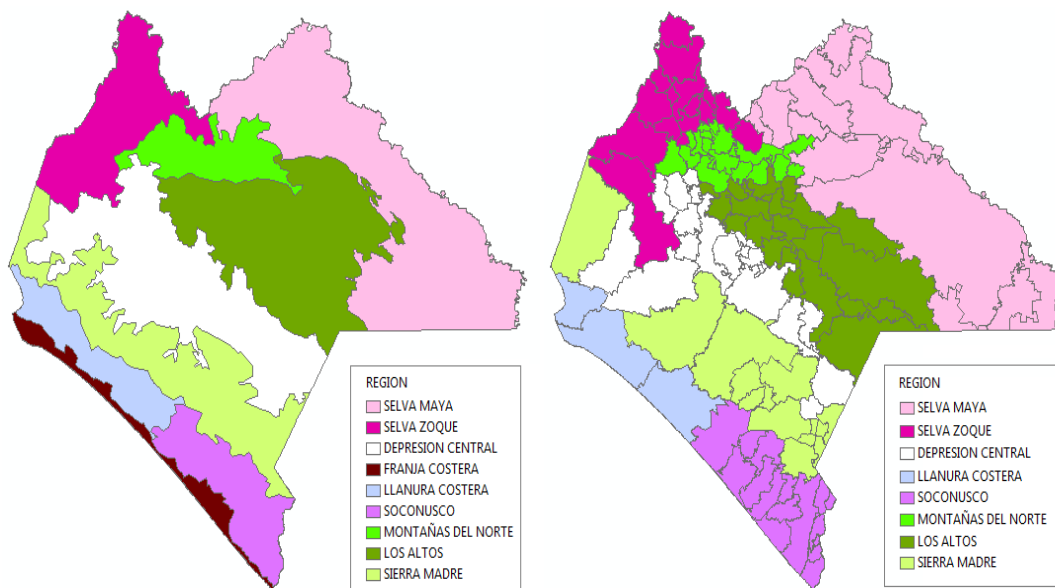 REGION
SELVA MAYA
SELVA ZOQUE
DEPRESION CENTRAL
FRANJA COSTERA
LLANURA COSTERA
SOCONUSCO
MONTAÑAS DEL NORTE
LOS ALTOS
SIERRA MADRE
REGION
SELVA MAYA
SELVA ZOQUE
DEPRESION CENTRAL
LLANURA COSTERA
SOCONUSCO
MONTAÑAS DEL NORTE
LOS ALTOS
SIERRA MADRE